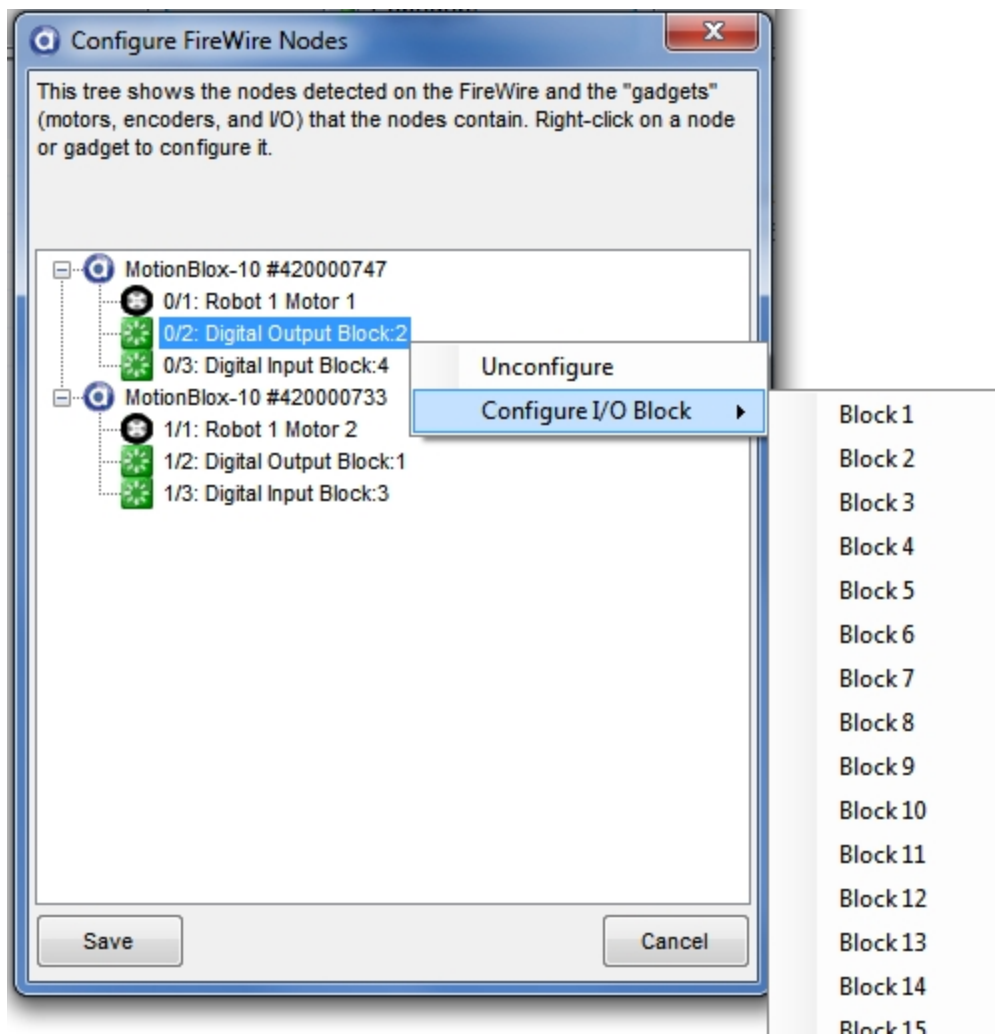 Configure FireWire Nodes
x
This tree shows the nodes detected on the FireWire and the "gadgets"
(motors, encoders, and I/O) that the nodes contain. Right-click on a node
or gadget to configure it.
MotionBlox-10 #420000747
0/1: Robot 1 Motor 1
0/2: Digital Output Block:2
0/3: Digital Input Block:4
MotionBlox-10 #420000733
1/1: Robot 1 Motor 2
1/2: Digital Output Block:1
1/3: Digital Input Block:3
Unconfigure
Configure I/O Block
Block 1
Block 2
Block 3
Block 4
Block 5
Block 6
Block 7
Block 8
Block 9
Block 10
Block 11
Block 12
Block 13
Block 14
Block 15
Save
Cancel